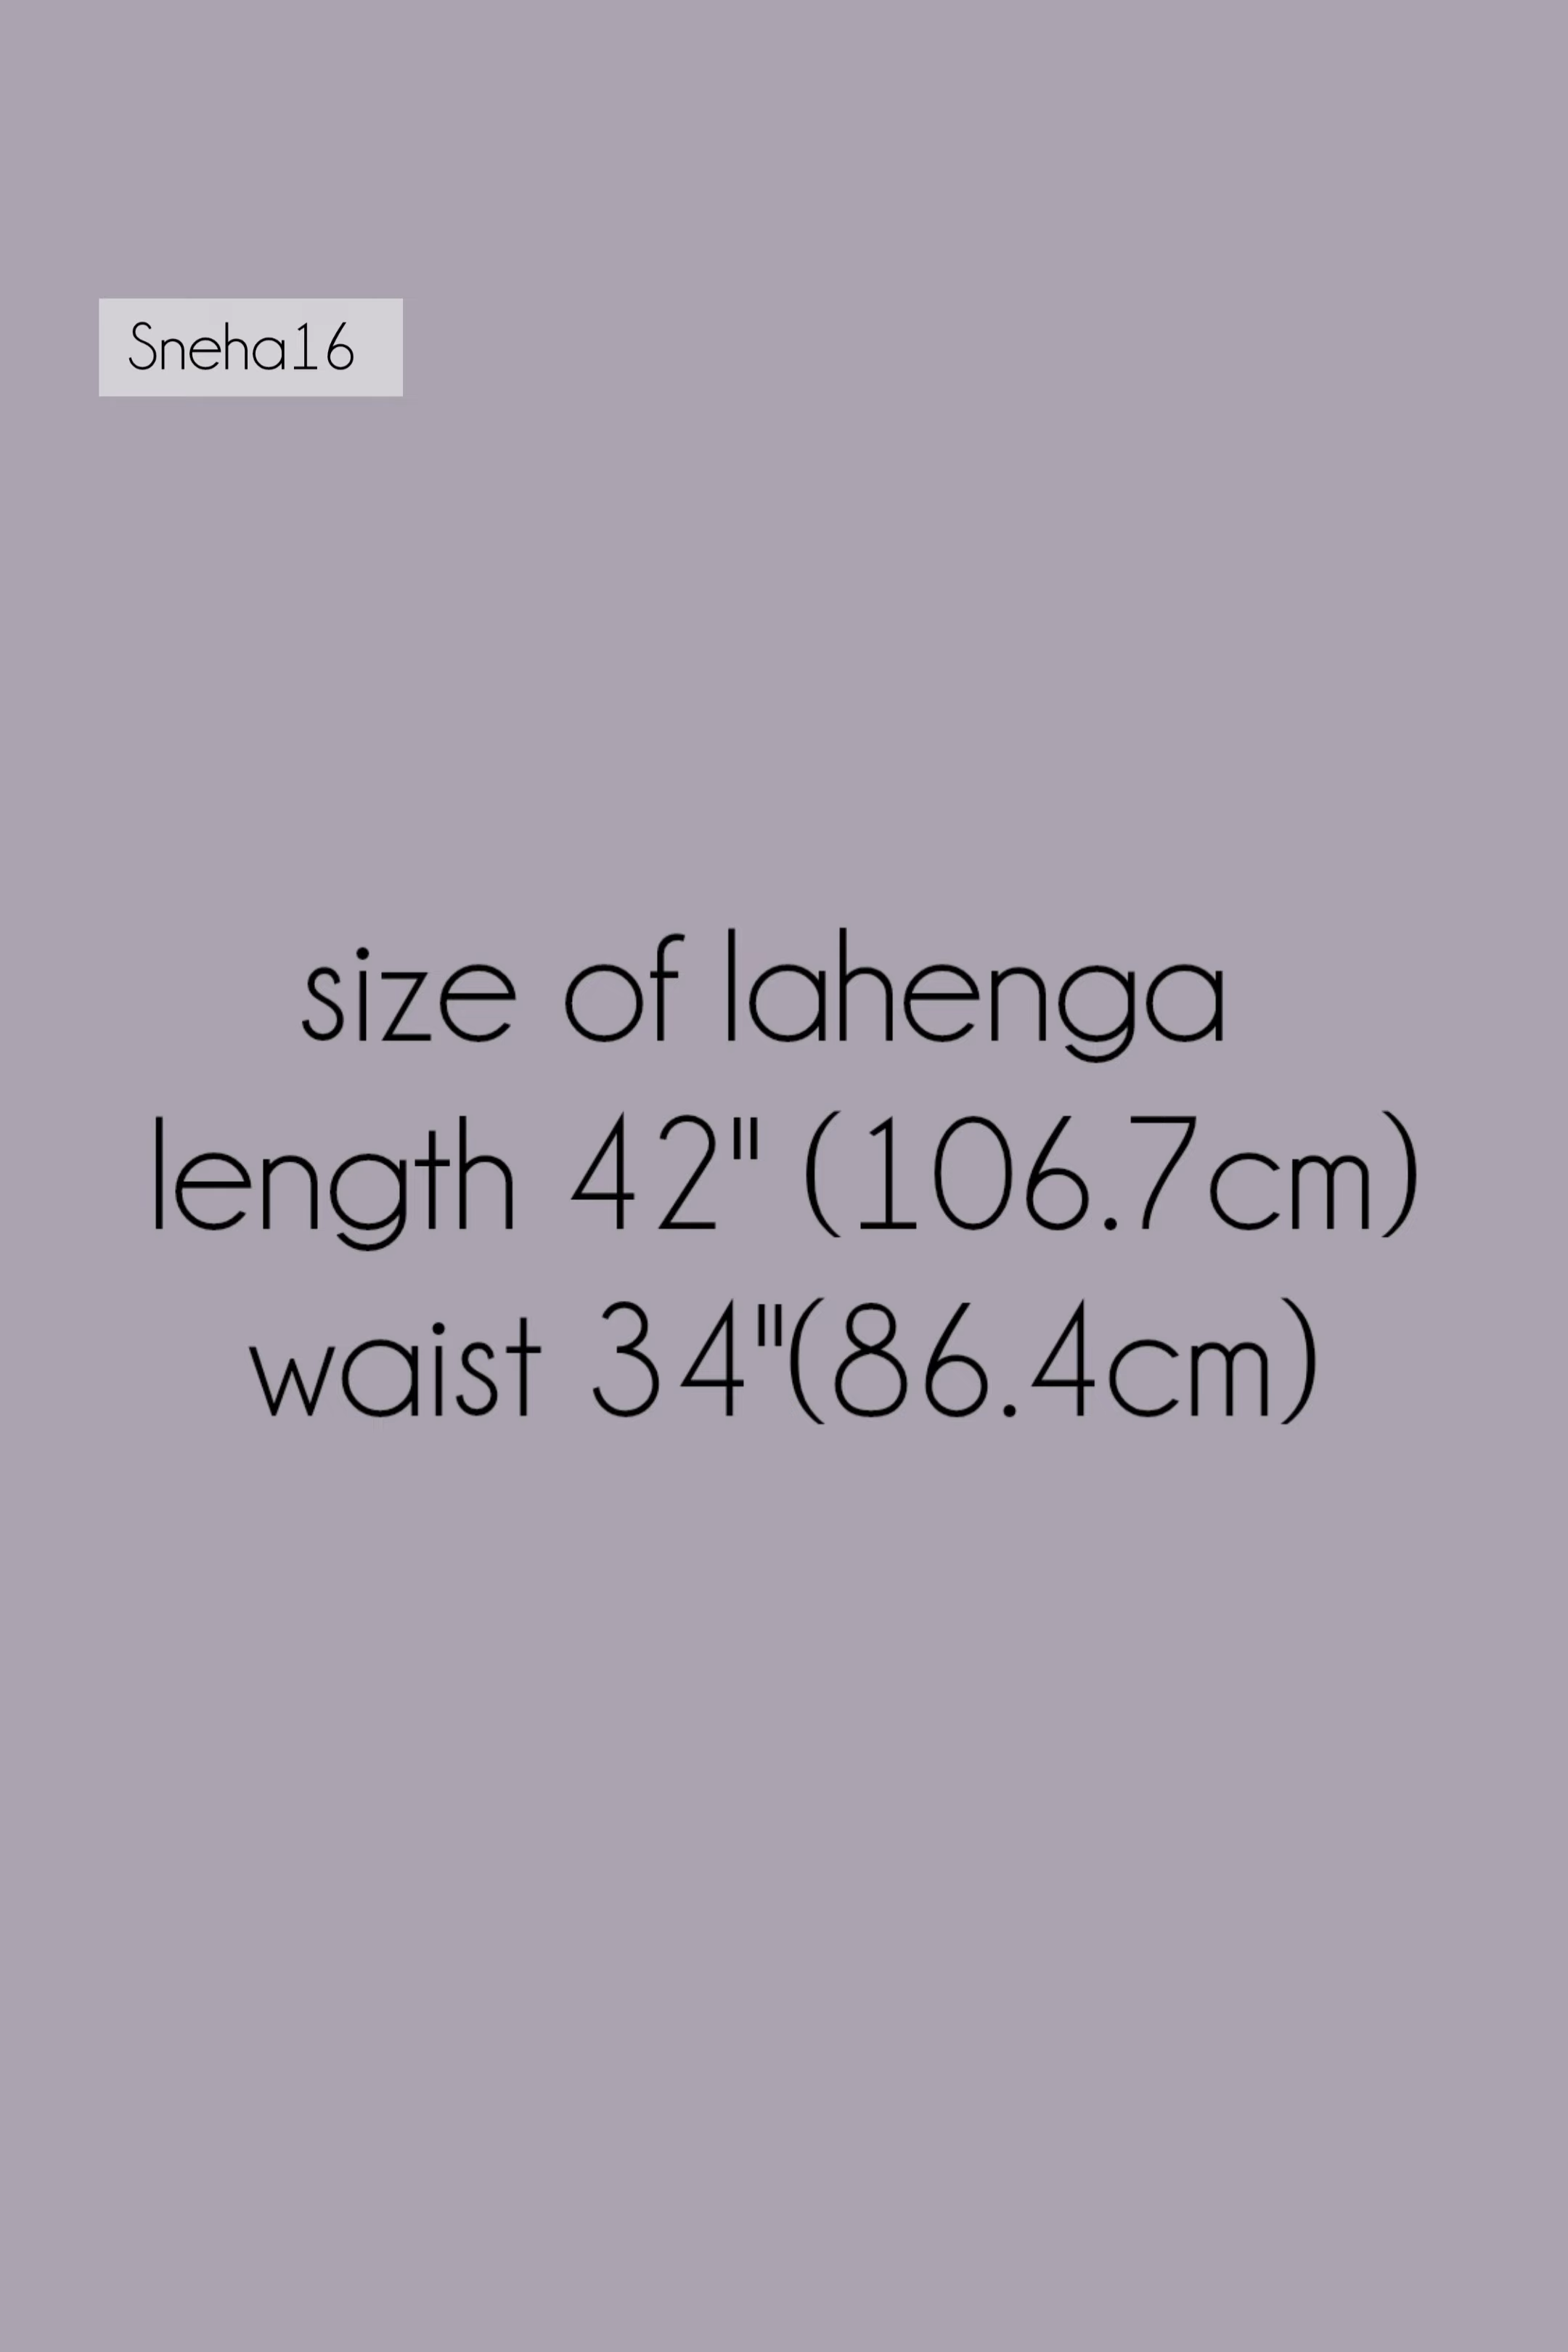 Sneha16
size of lahenga
length 42" (106.7cm)
waist 34"(86.4cm)